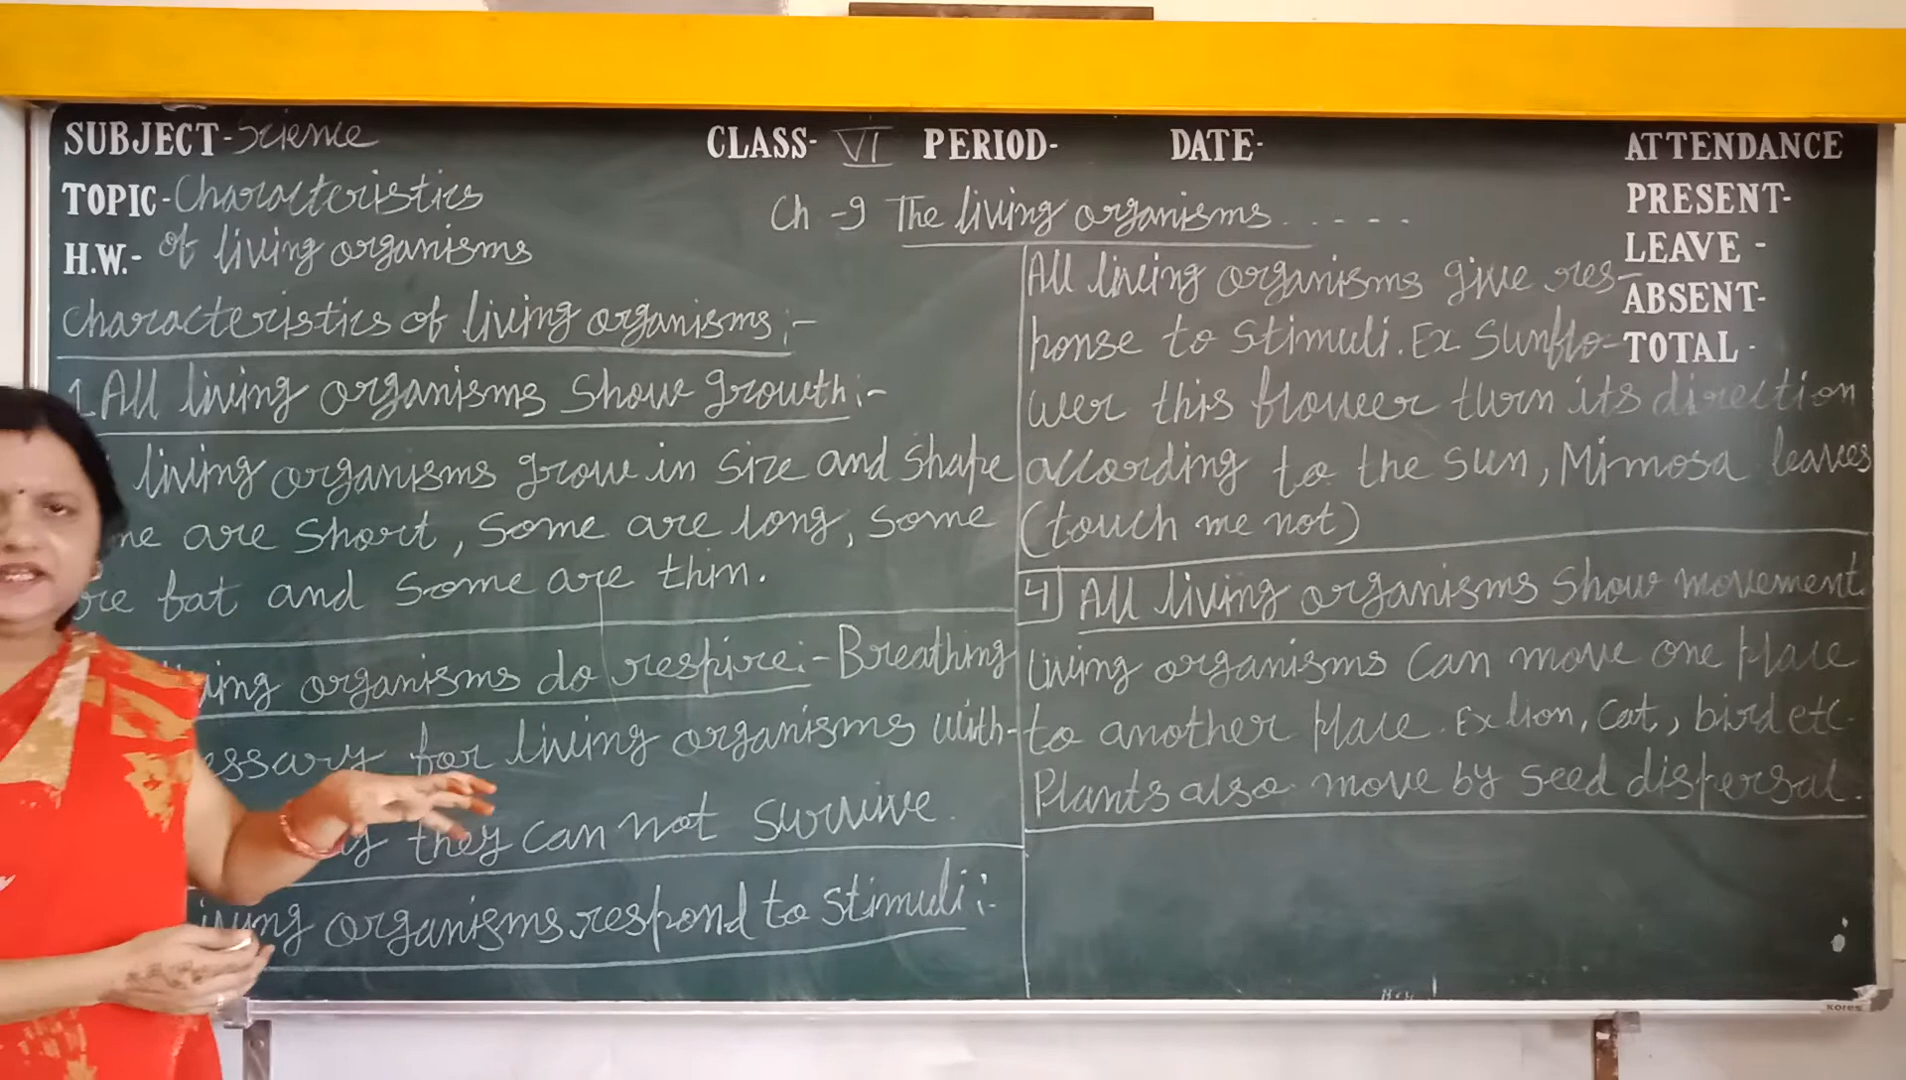 SUBJECT- Science
CLASS- VI PERIOD- DATE-
ATTENDANCE
TOPIC- Characteristics
H.W.- of living organisms
Ch -9 The living organisms.....
PRESENT-
LEAVE -
ABSENT-
TOTAL -
Characteristics of living organisms:-
1. All living organisms show growth:-
living organisms grow in size and shape
are short, some are long, some
fat and some are thin.
organisms do respire:- Breathing
for living organisms with-
they can not survive.
organisms respond to stimuli:-
All living organisms give res-
ponse to stimuli. Ex Sunflo-
wer this flower turn its direction
according to the sun, Mimosa leaves
(touch me not)
4) All living organisms show movement.
living organisms can move one place
to another place. Ex lion, cat, bird etc.
Plants also move by seed dispersal.
kores